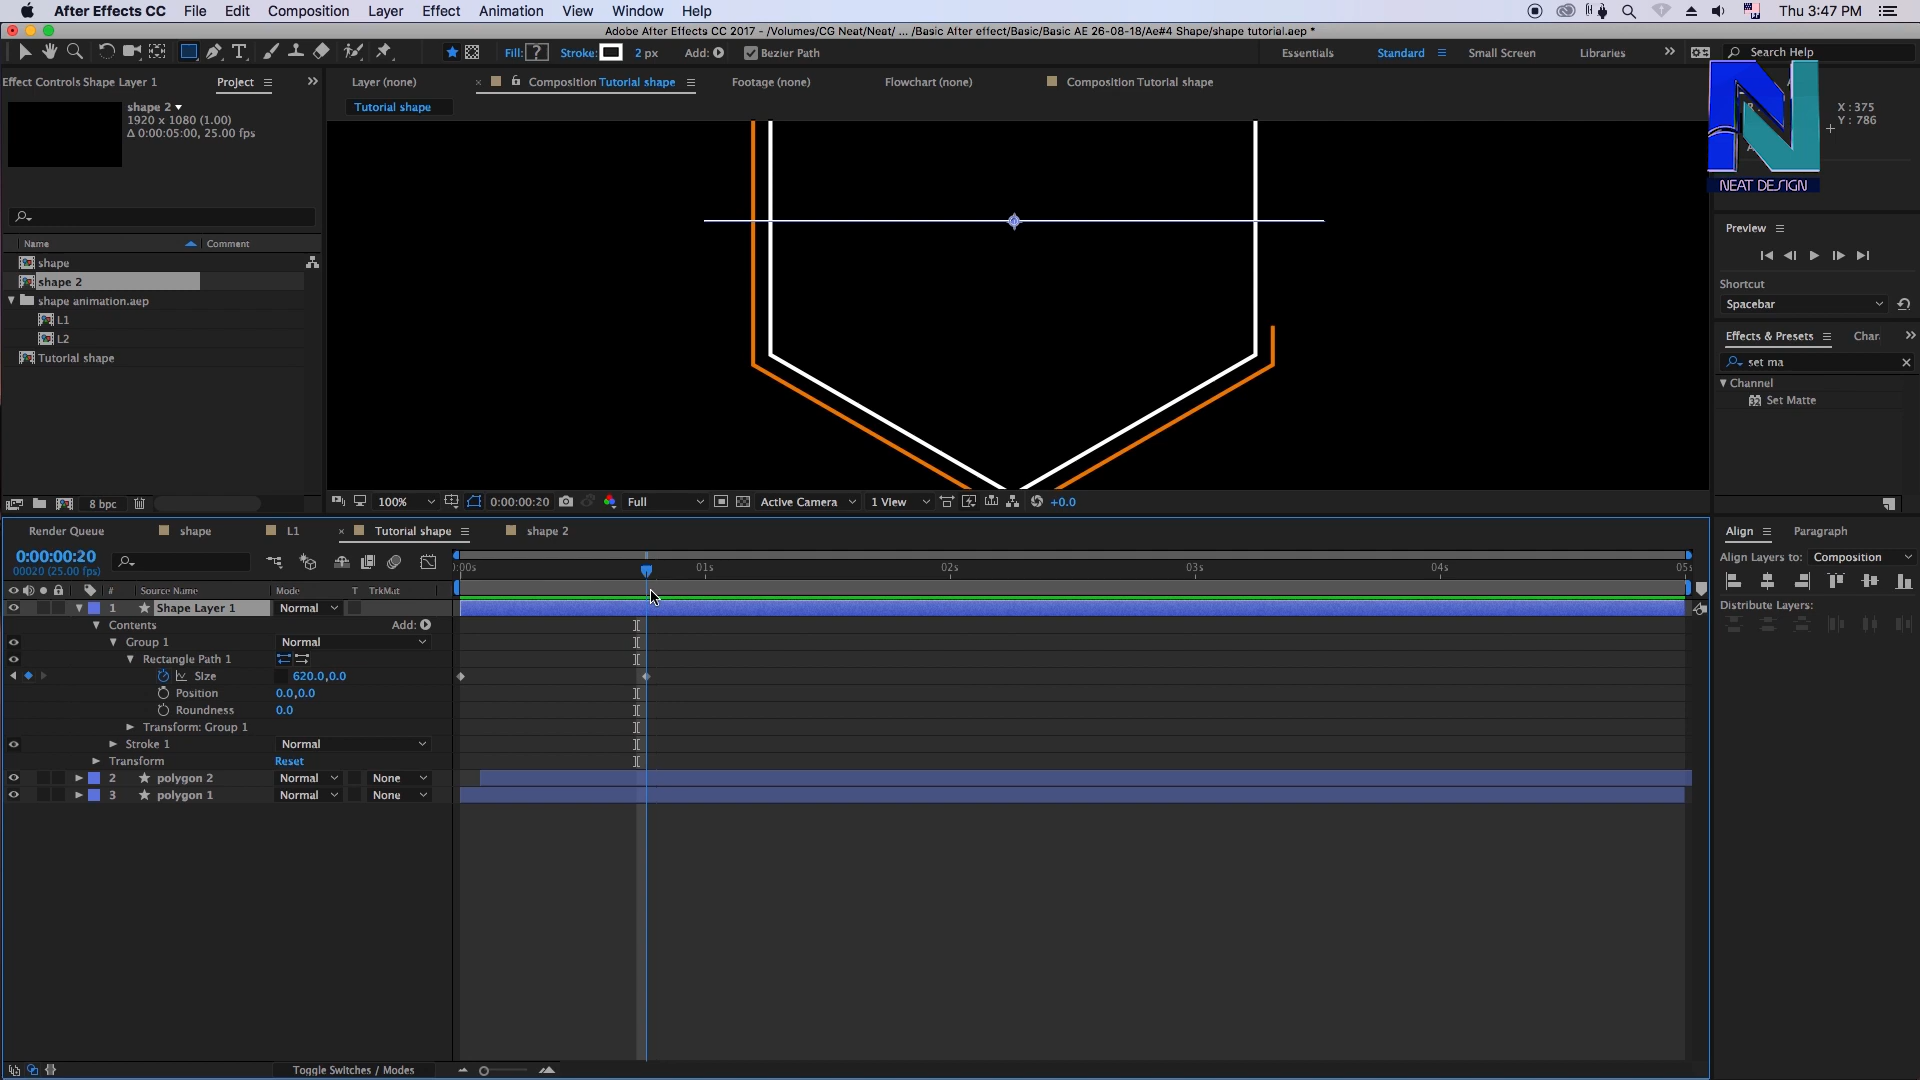 After Effects CC File Edit Composition Layer Effect Animation View Window Help Thu 3:47 PM
Adobe After Effects CC 2017 - /Volumes/CG Neat/Neat/ ... /Basic After effect/Basic/Basic AE 26-08-18/Ae#4 Shape/shape tutorial.aep *
Fill: ? Stroke: 2 px Add: Bezier Path Essentials Standard Small Screen Libraries Search Help
Effect Controls Shape Layer 1 Project Layer (none) Composition Tutorial shape Footage (none) Flowchart (none) Composition Tutorial shape
Tutorial shape
shape 2
1920 x 1080 (1.00)
Δ 0:00:05:00, 25.00 fps
X : 375
Y : 786
NEAT DESIGN
Preview
Shortcut
Spacebar
Effects & Presets Char
set ma
Channel
Set Matte
Name Comment
shape
shape 2
shape animation.aep
L1
L2
Tutorial shape
8 bpc 100% 0:00:00:20 Full Active Camera 1 View +0.0
Render Queue shape L1 Tutorial shape shape 2
0:00:00:20
00020 (25.00 fps)
0:00s 01s 02s 03s 04s 05s
# Source Name Mode T TrkMat
1 Shape Layer 1 Normal
Contents Add:
Group 1 Normal
Rectangle Path 1
Size 620.0,0.0
Position 0.0,0.0
Roundness 0.0
Transform: Group 1
Stroke 1 Normal
Transform Reset
2 polygon 2 Normal None
3 polygon 1 Normal None
Toggle Switches / Modes
Align Paragraph
Align Layers to: Composition
Distribute Layers: